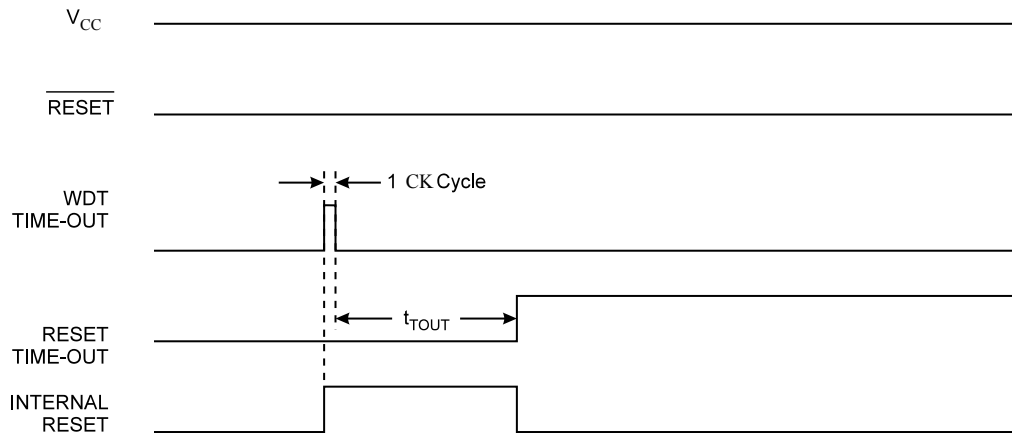 VCC
RESET
1 CK Cycle
WDT
TIME-OUT
tTOUT
RESET
TIME-OUT
INTERNAL
RESET